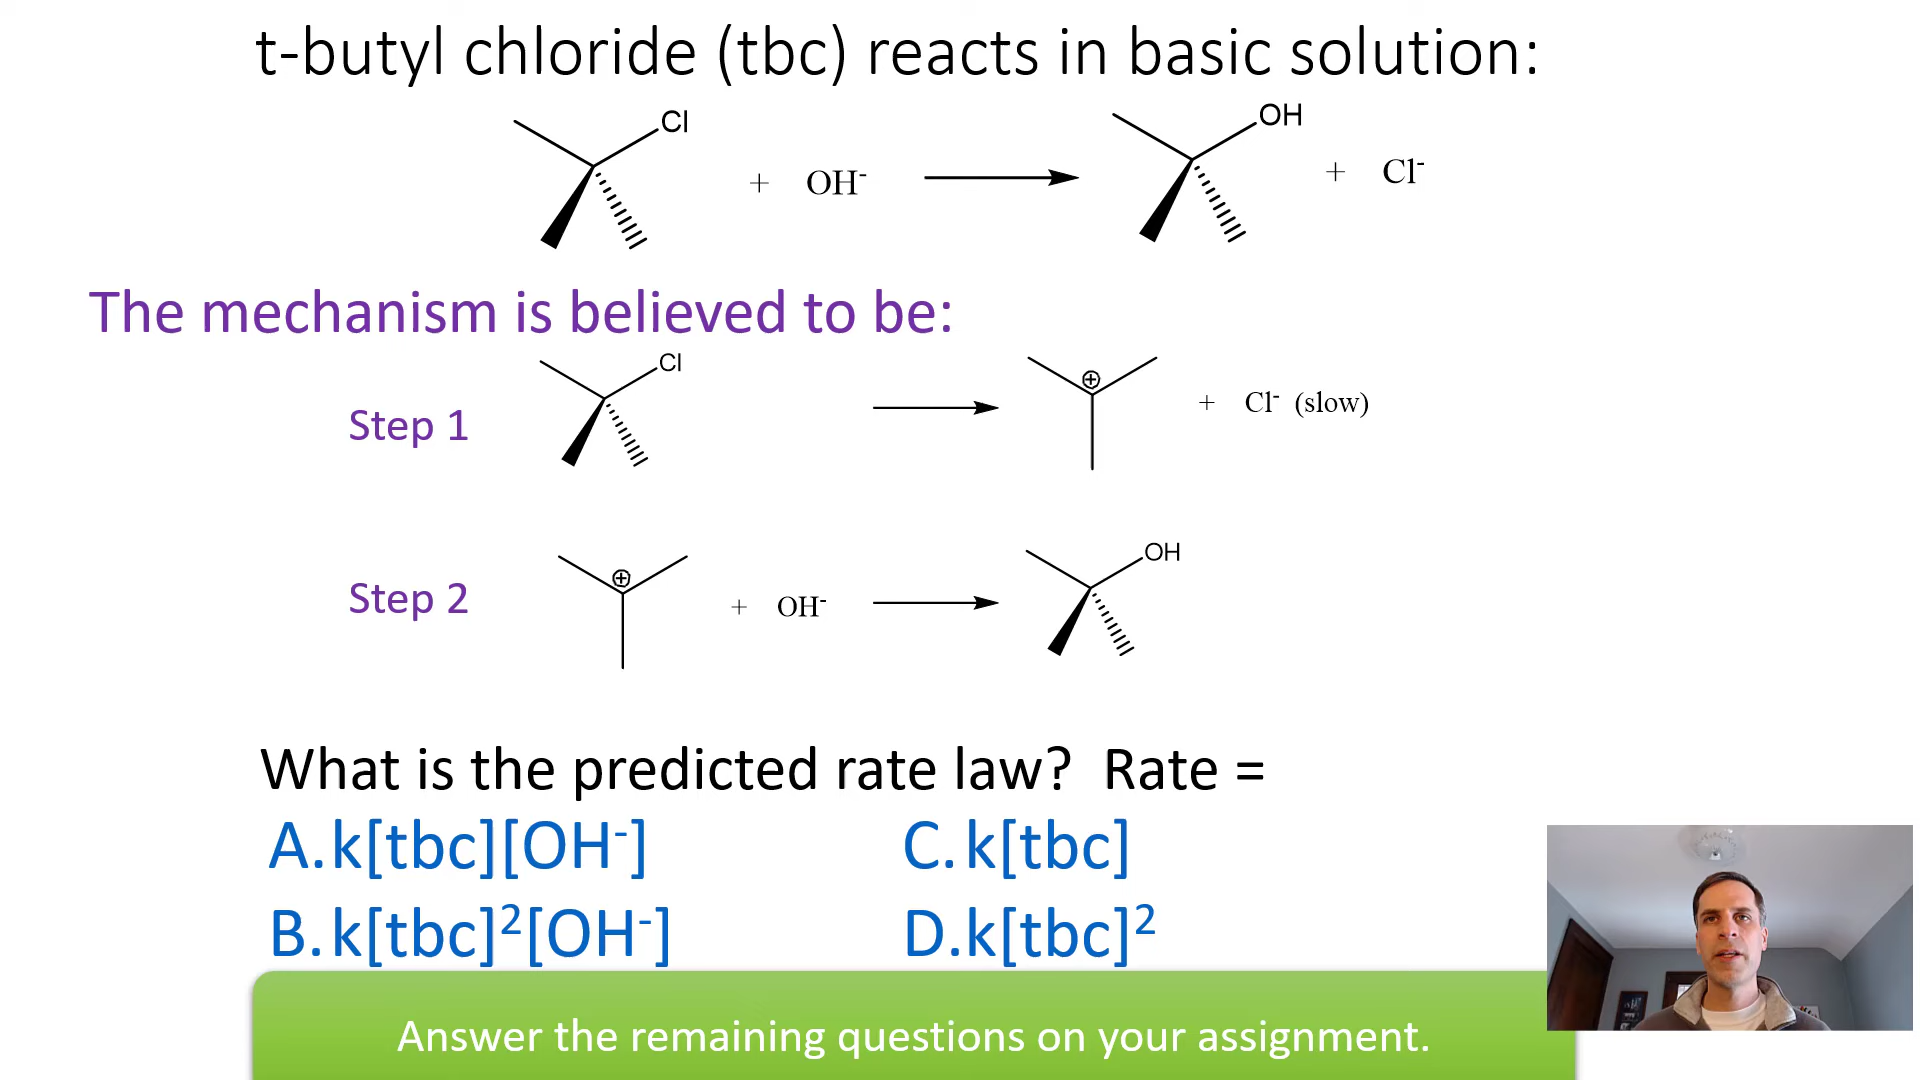 t-butyl chloride (tbc) reacts in basic solution:
Cl + OH⁻ OH + Cl⁻
The mechanism is believed to be:
Step 1 Cl ⊕ + Cl⁻ (slow)
Step 2 ⊕ + OH⁻ OH
What is the predicted rate law? Rate =
A. k[tbc][OH⁻] C. k[tbc]
B. k[tbc]²[OH⁻] D. k[tbc]²
Answer the remaining questions on your assignment.